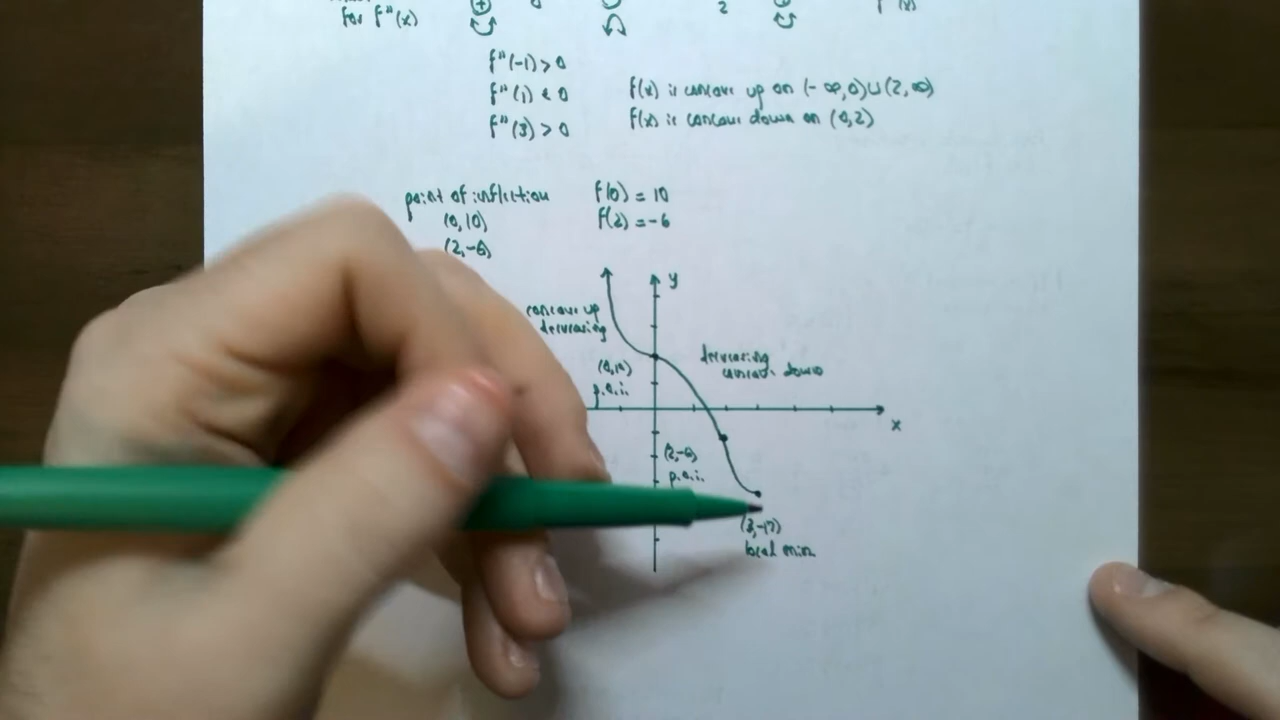 for f"(x)
2
f"(-1) > 0
f"(1) < 0
f"(3) > 0
f(x) is concave up on (-∞,0)∪(2,∞)
f(x) is concave down on (0,2)
point of inflection
(0,10)
(2,-6)
f(0) = 10
f(2) = -6
y
concave up
decreasing
(0,10)
p.o.i.
decreasing
concave down
x
(2,-6)
p.o.i.
(3,-17)
local min